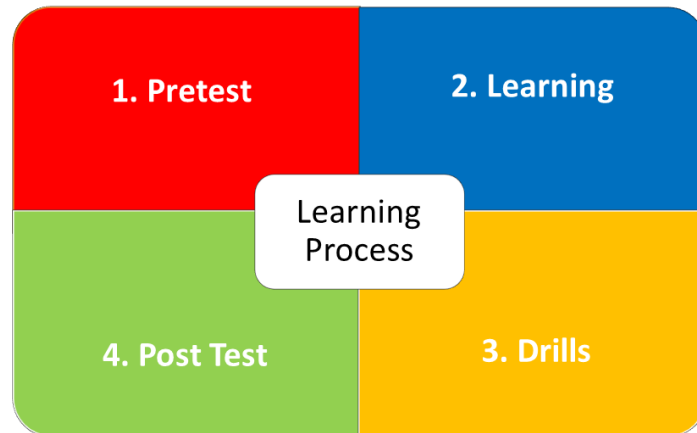 1. Pretest
2. Learning
Learning
Process
4. Post Test
3. Drills